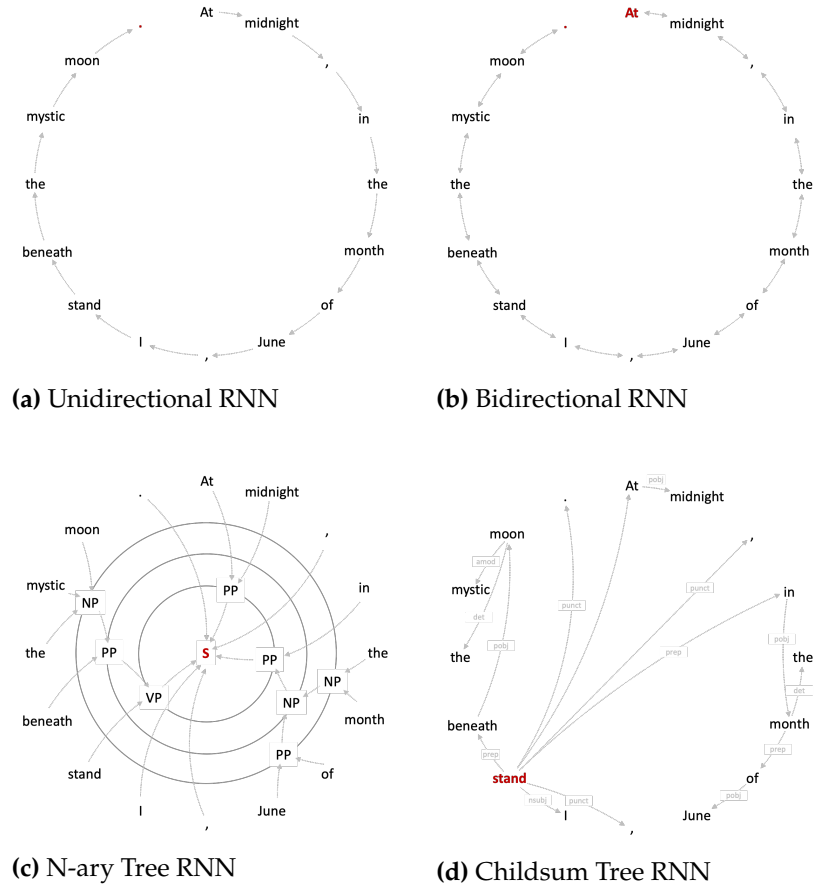 At
midnight
,
in
the
month
of
June
,
I
stand
beneath
the
mystic
moon
.
(a) Unidirectional RNN
At
midnight
,
in
the
month
of
June
,
I
stand
beneath
the
mystic
moon
.
(b) Bidirectional RNN
At
midnight
,
in
the
month
of
June
,
I
stand
beneath
the
mystic
moon
.
NP
PP
VP
S
PP
PP
NP
NP
PP
(c) N-ary Tree RNN
At
pobj
midnight
,
in
pobj
the
det
month
prep
of
pobj
June
,
I
nsubj
punct
stand
prep
beneath
pobj
the
det
mystic
amod
moon
.
punct
punct
prep
(d) Childsum Tree RNN